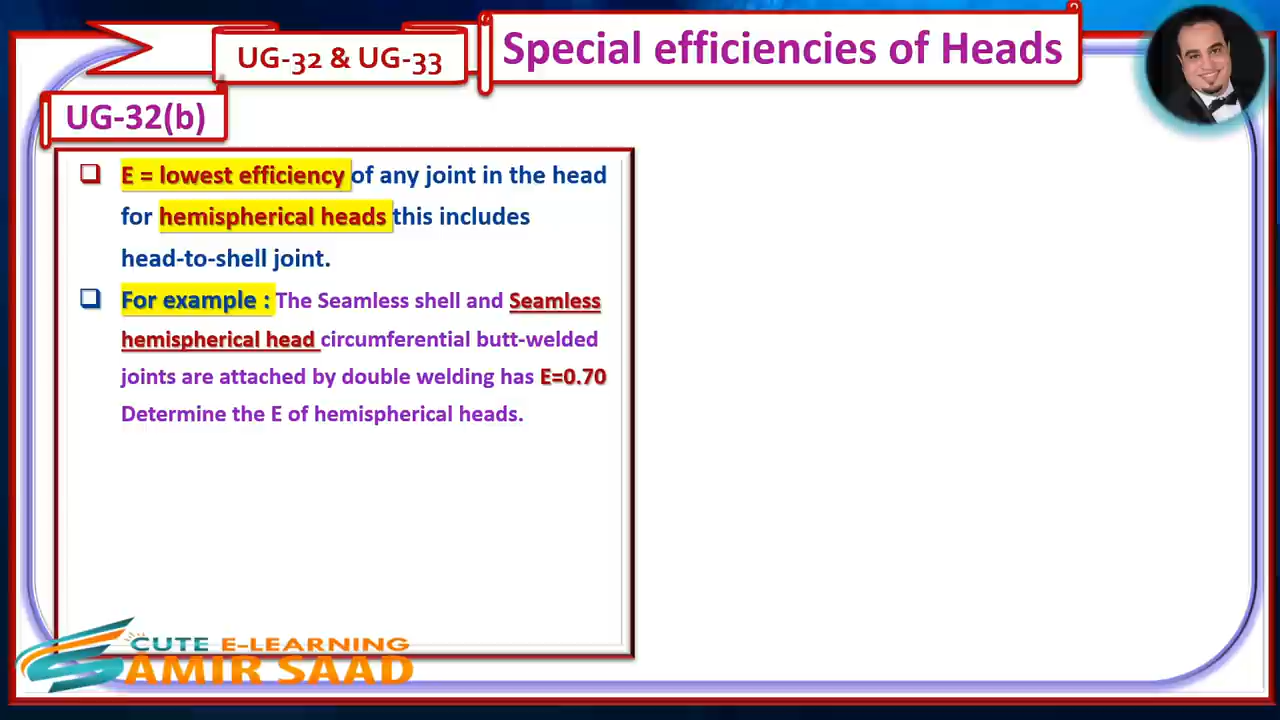 UG-32 & UG-33
Special efficiencies of Heads
UG-32(b)
E = lowest efficiency of any joint in the head
for hemispherical heads this includes
head-to-shell joint.
For example : The Seamless shell and Seamless
hemispherical head circumferential butt-welded
joints are attached by double welding has E=0.70
Determine the E of hemispherical heads.
CUTE E-LEARNING
SAMIR SAAD